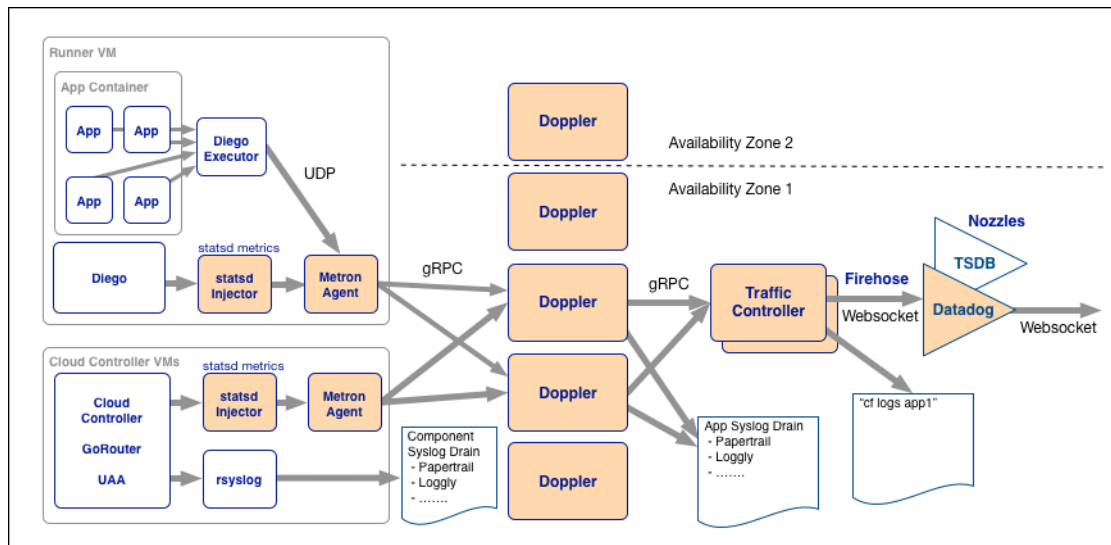 Runner VM
App Container
App
App
App
App
Diego
Executor
UDP
Diego
statsd metrics
statsd
Injector
Metron
Agent
Cloud Controller VMs
Cloud
Controller
GoRouter
UAA
statsd metrics
statsd
Injector
Metron
Agent
rsyslog
Component
Syslog Drain
- Papertrail
- Loggly
- …….
gRPC
Doppler
Availability Zone 2
Availability Zone 1
Doppler
Doppler
Doppler
Doppler
gRPC
Traffic
Controller
App Syslog Drain
- Papertrail
- Loggly
- …….
Firehose
Websocket
Nozzles
TSDB
Datadog
Websocket
“cf logs app1”